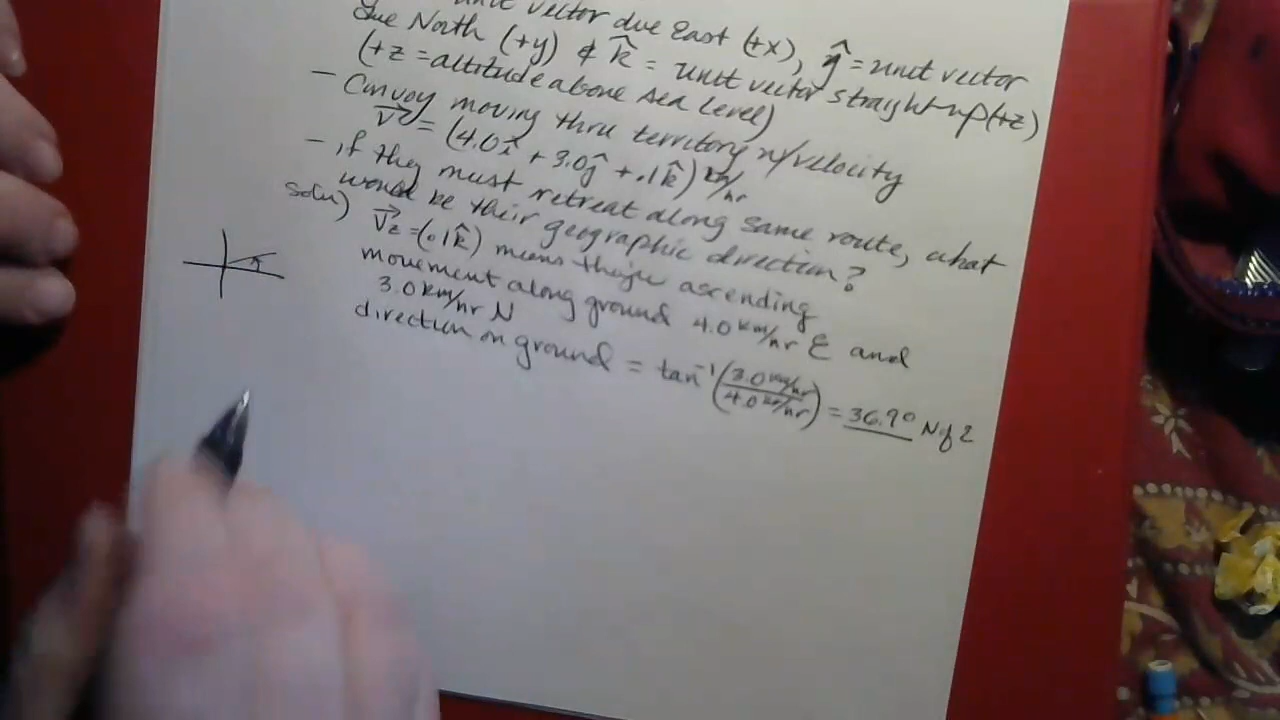 unit vector due East (+x), ŷ = unit vector
due North (+y) & k̂ = unit vector straight up (+z)
(+z = altitude above sea level)
- Convoy moving thru territory w/velocity
v⃗ = (4.0î + 3.0ĵ + .1k̂) km/hr
- if they must retreat along same route, what
would be their geographic direction?
Soln) v⃗z = (.1k̂) means they're ascending
movement along ground 4.0 km/hr E and
3.0 km/hr N
direction on ground = tan⁻¹(3.0 km/hr / 4.0 km/hr) = 36.9° N of E